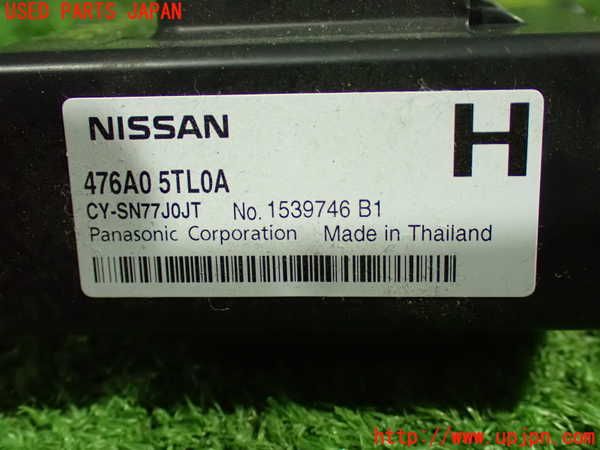 USED PARTS JAPAN
NISSAN
H
476A0 5TL0A
CY-SN77J0JT No. 1539746 B1
Panasonic Corporation Made in Thailand
http://www.upjpn.com/